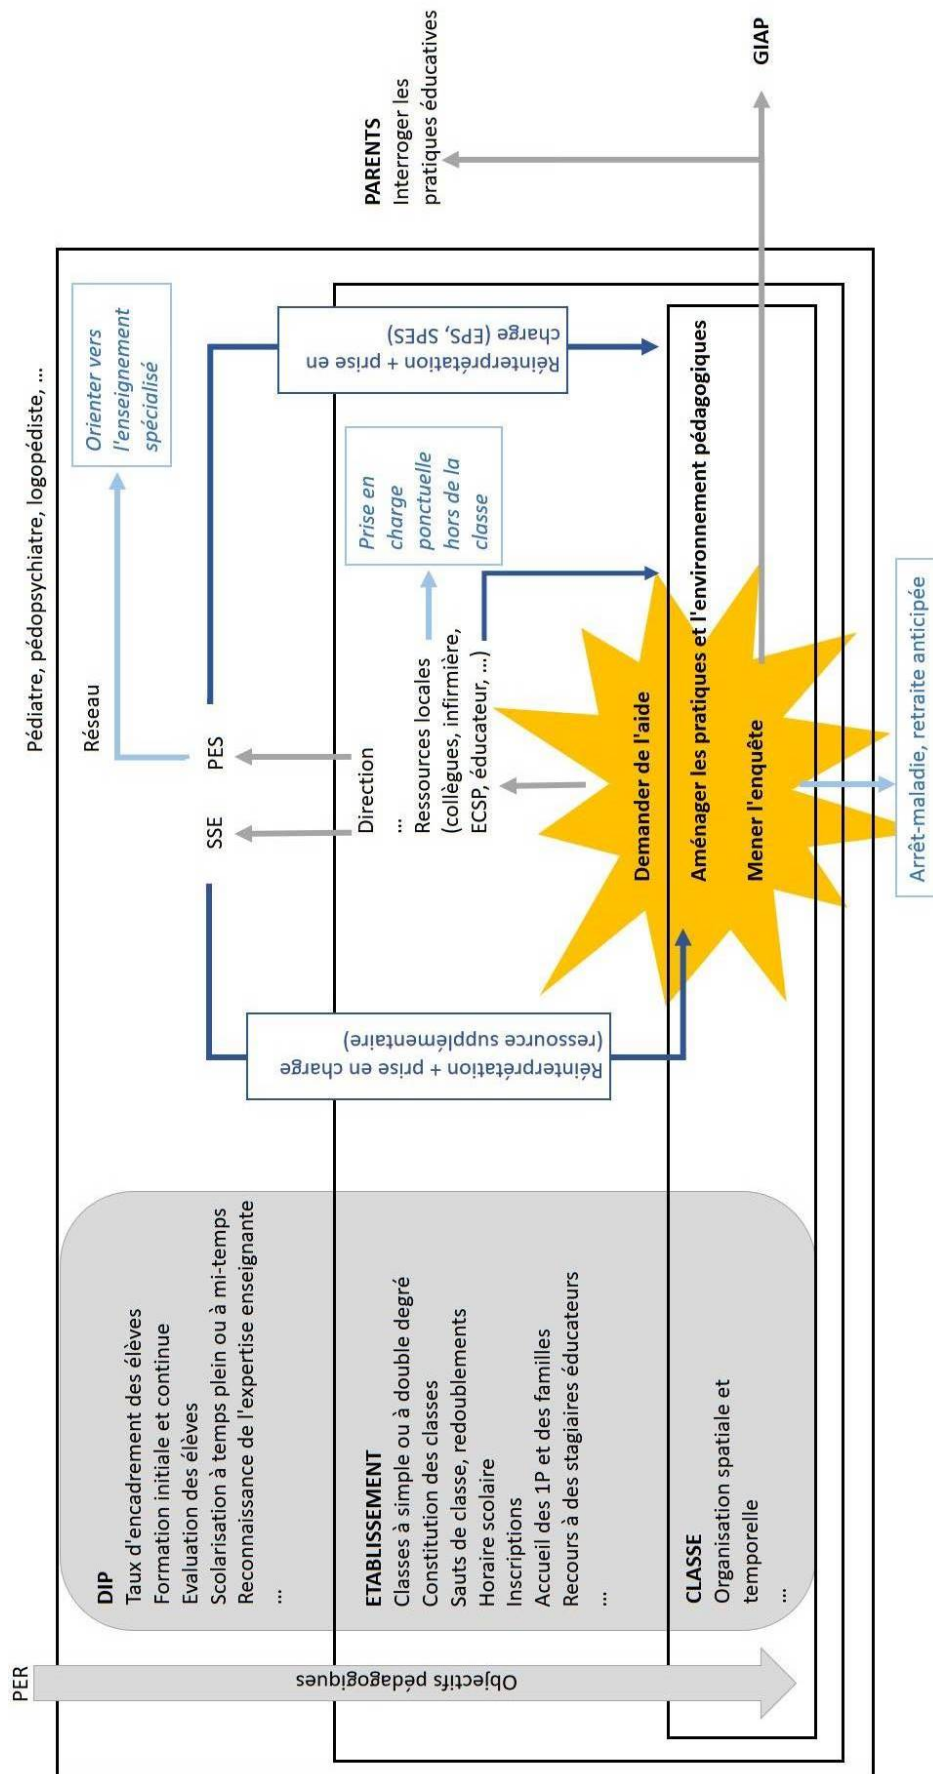 PER
Objectifs pédagogiques
DIP
Taux d'encadrement des élèves
Formation initiale et continue
Evaluation des élèves
Scolarisation à temps plein ou à mi-temps
Reconnaissance de l'expertise enseignante
...
ETABLISSEMENT
Classes à simple ou à double degré
Constitution des classes
Sauts de classe, redoublements
Horaire scolaire
Inscriptions
Accueil des 1P et des familles
Recours à des stagiaires éducateurs
...
CLASSE
Organisation spatiale et
temporelle
...
Pédiatre, pédopsychiatre, logopédiste, ...
Réseau
Orienter vers
l'enseignement
spécialisé
SSE
PES
Réinterprétation + prise en charge
(ressource supplémentaire)
Réinterprétation + prise en
charge (EPS, SPES)
Direction
...
Ressources locales
(collègues, infirmière,
ECSP, éducateur, ...)
Prise en
charge
ponctuelle
hors de la
classe
Demander de l'aide
Aménager les pratiques et l'environnement pédagogiques
Mener l'enquête
Arrêt-maladie, retraite anticipée
PARENTS
Interroger les
pratiques éducatives
GIAP